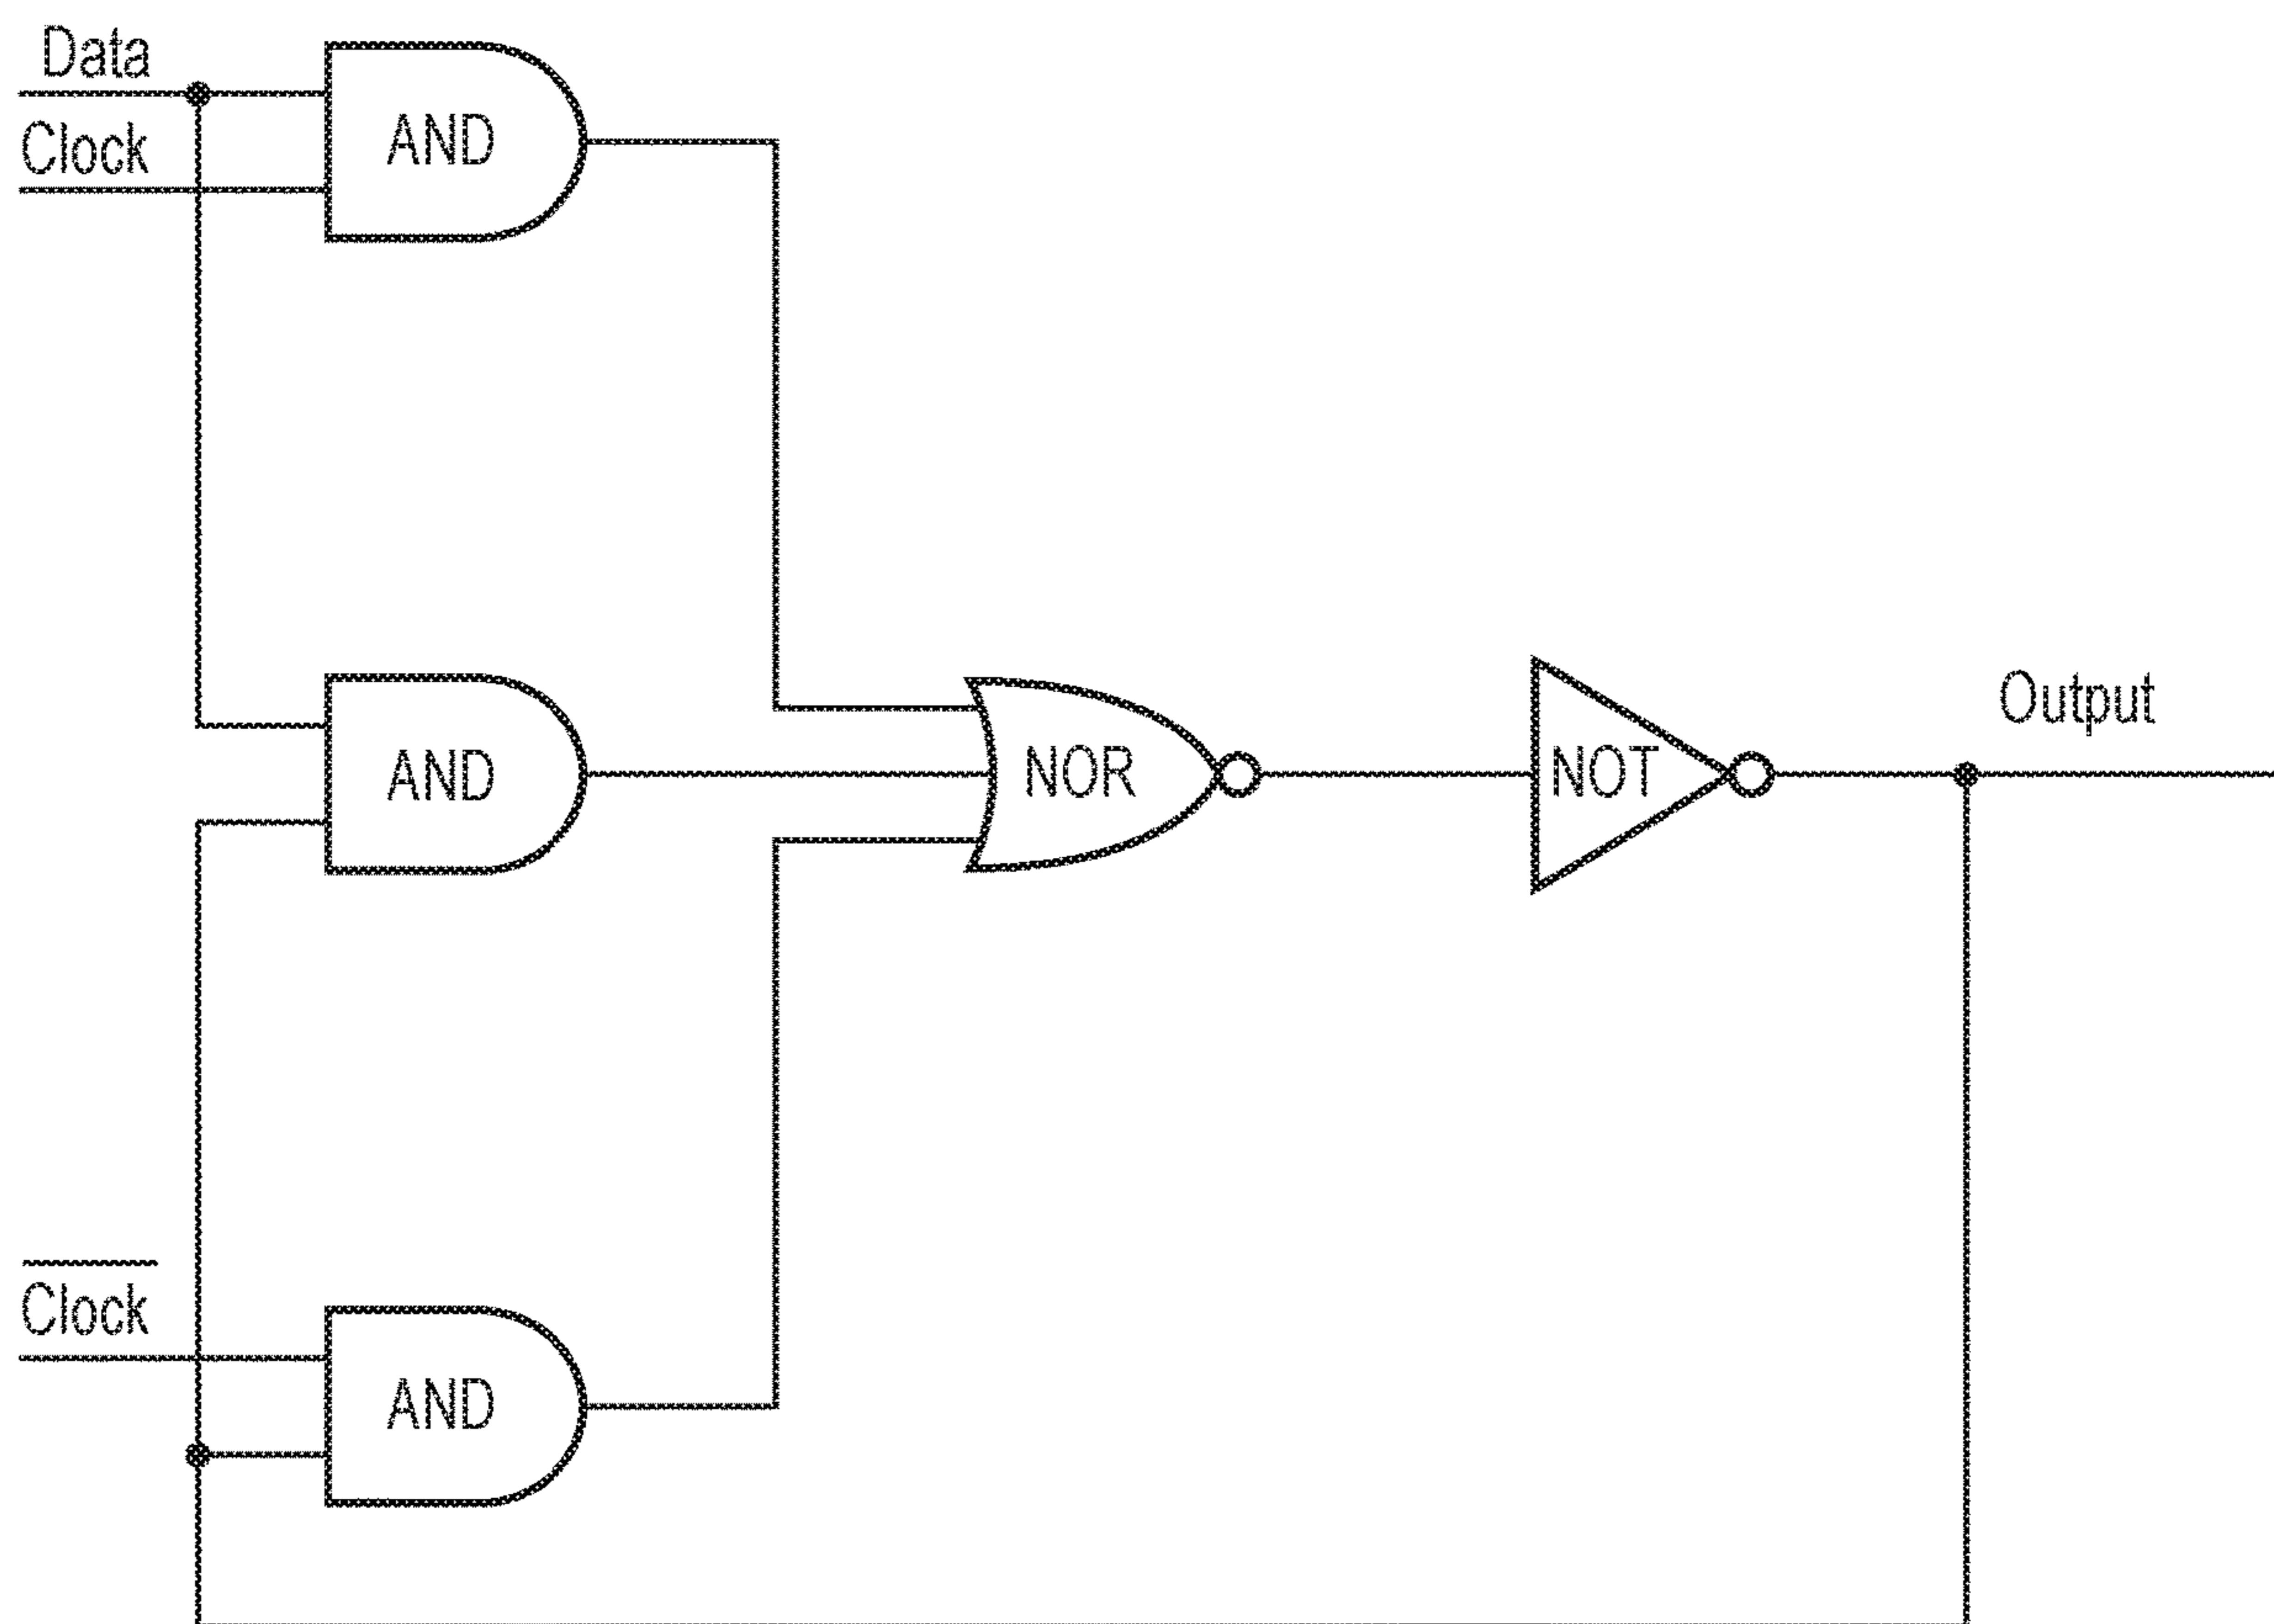 Data
Clock
AND
AND
NOR
NOT
Output
Clock
AND